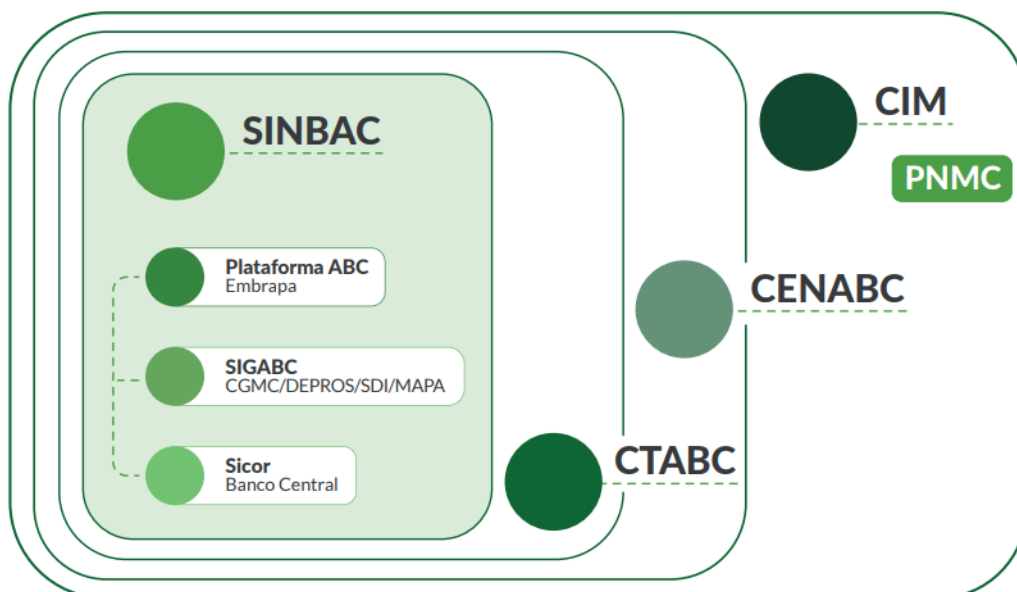 SINBAC
Plataforma ABC
Embrapa
SIGABC
CGMC/DEPROS/SDI/MAPA
Sicor
Banco Central
CTABC
CENABC
CIM
PNMC